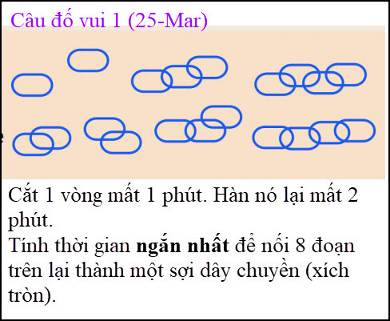 Câu đố vui 1 (25-Mar)
Cắt 1 vòng mất 1 phút. Hàn nó lại mất 2
phút.
Tính thời gian ngắn nhất để nối 8 đoạn
trên lại thành một sợi dây chuyền (xích
tròn).